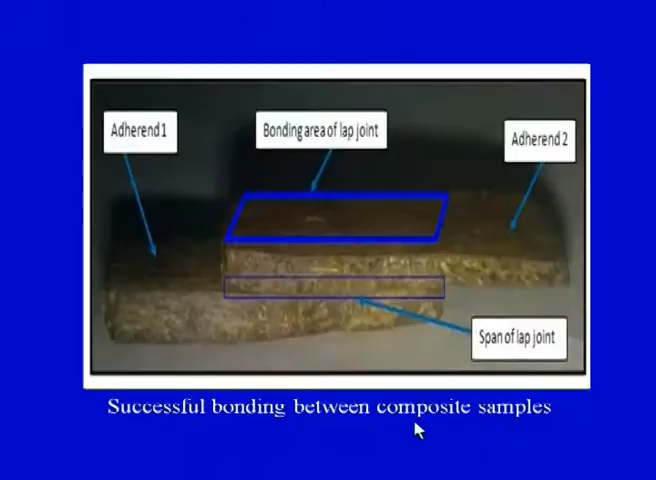 Adherend 1
Bonding area of lap joint
Adherend 2
Span of lap joint
Successful bonding between composite samples